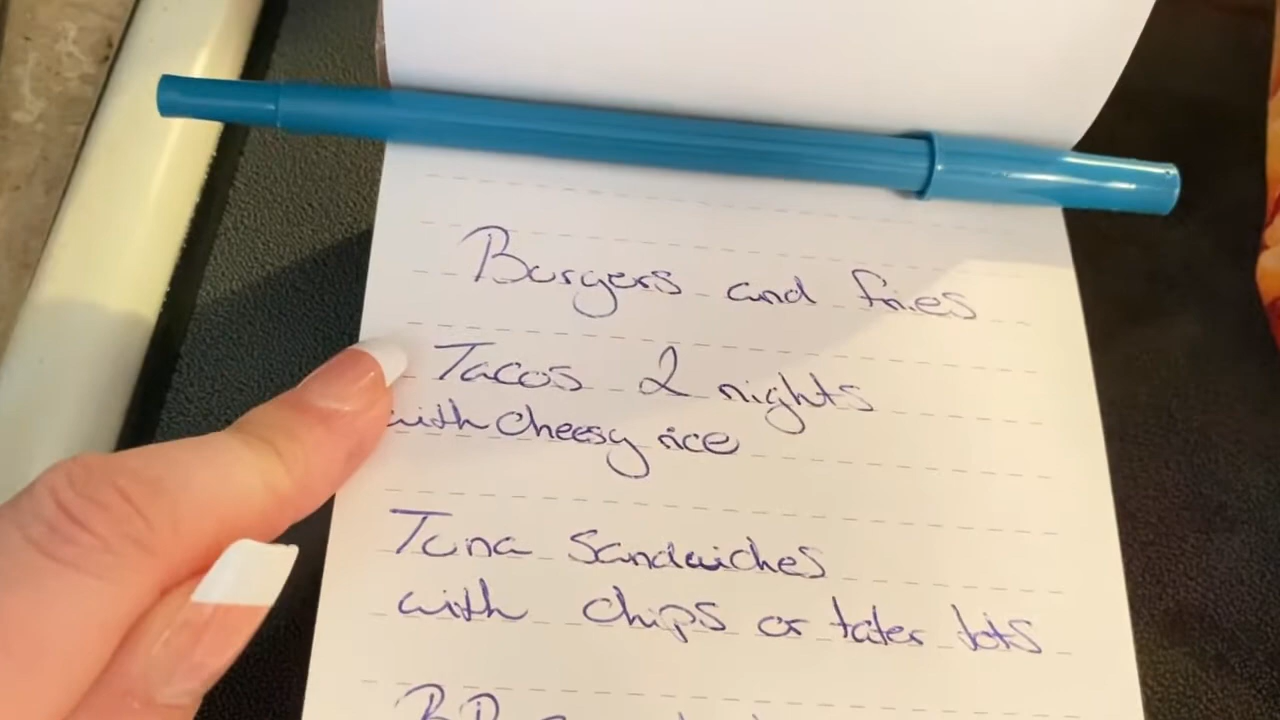 Burgers and fries
Tacos 2 nights
with Cheesy rice
Tuna Sandwiches
with chips or tater tots